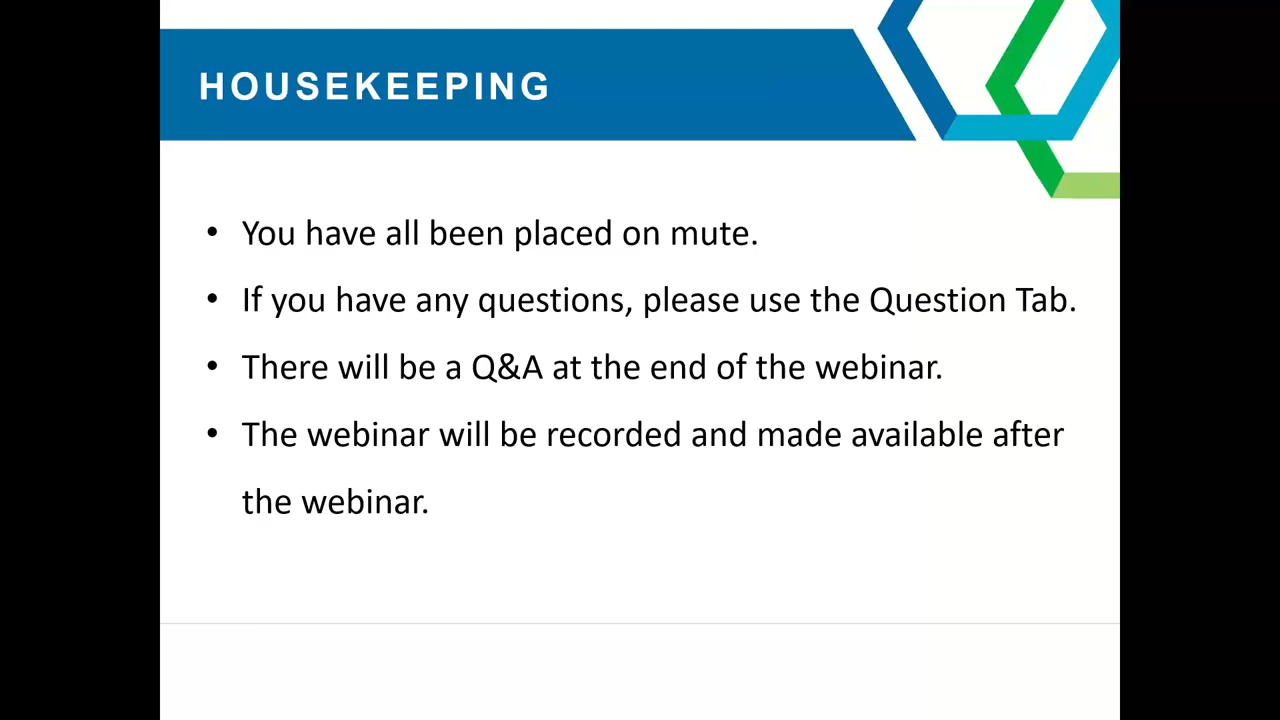 HOUSEKEEPING
• You have all been placed on mute.
• If you have any questions, please use the Question Tab.
• There will be a Q&A at the end of the webinar.
• The webinar will be recorded and made available after
the webinar.